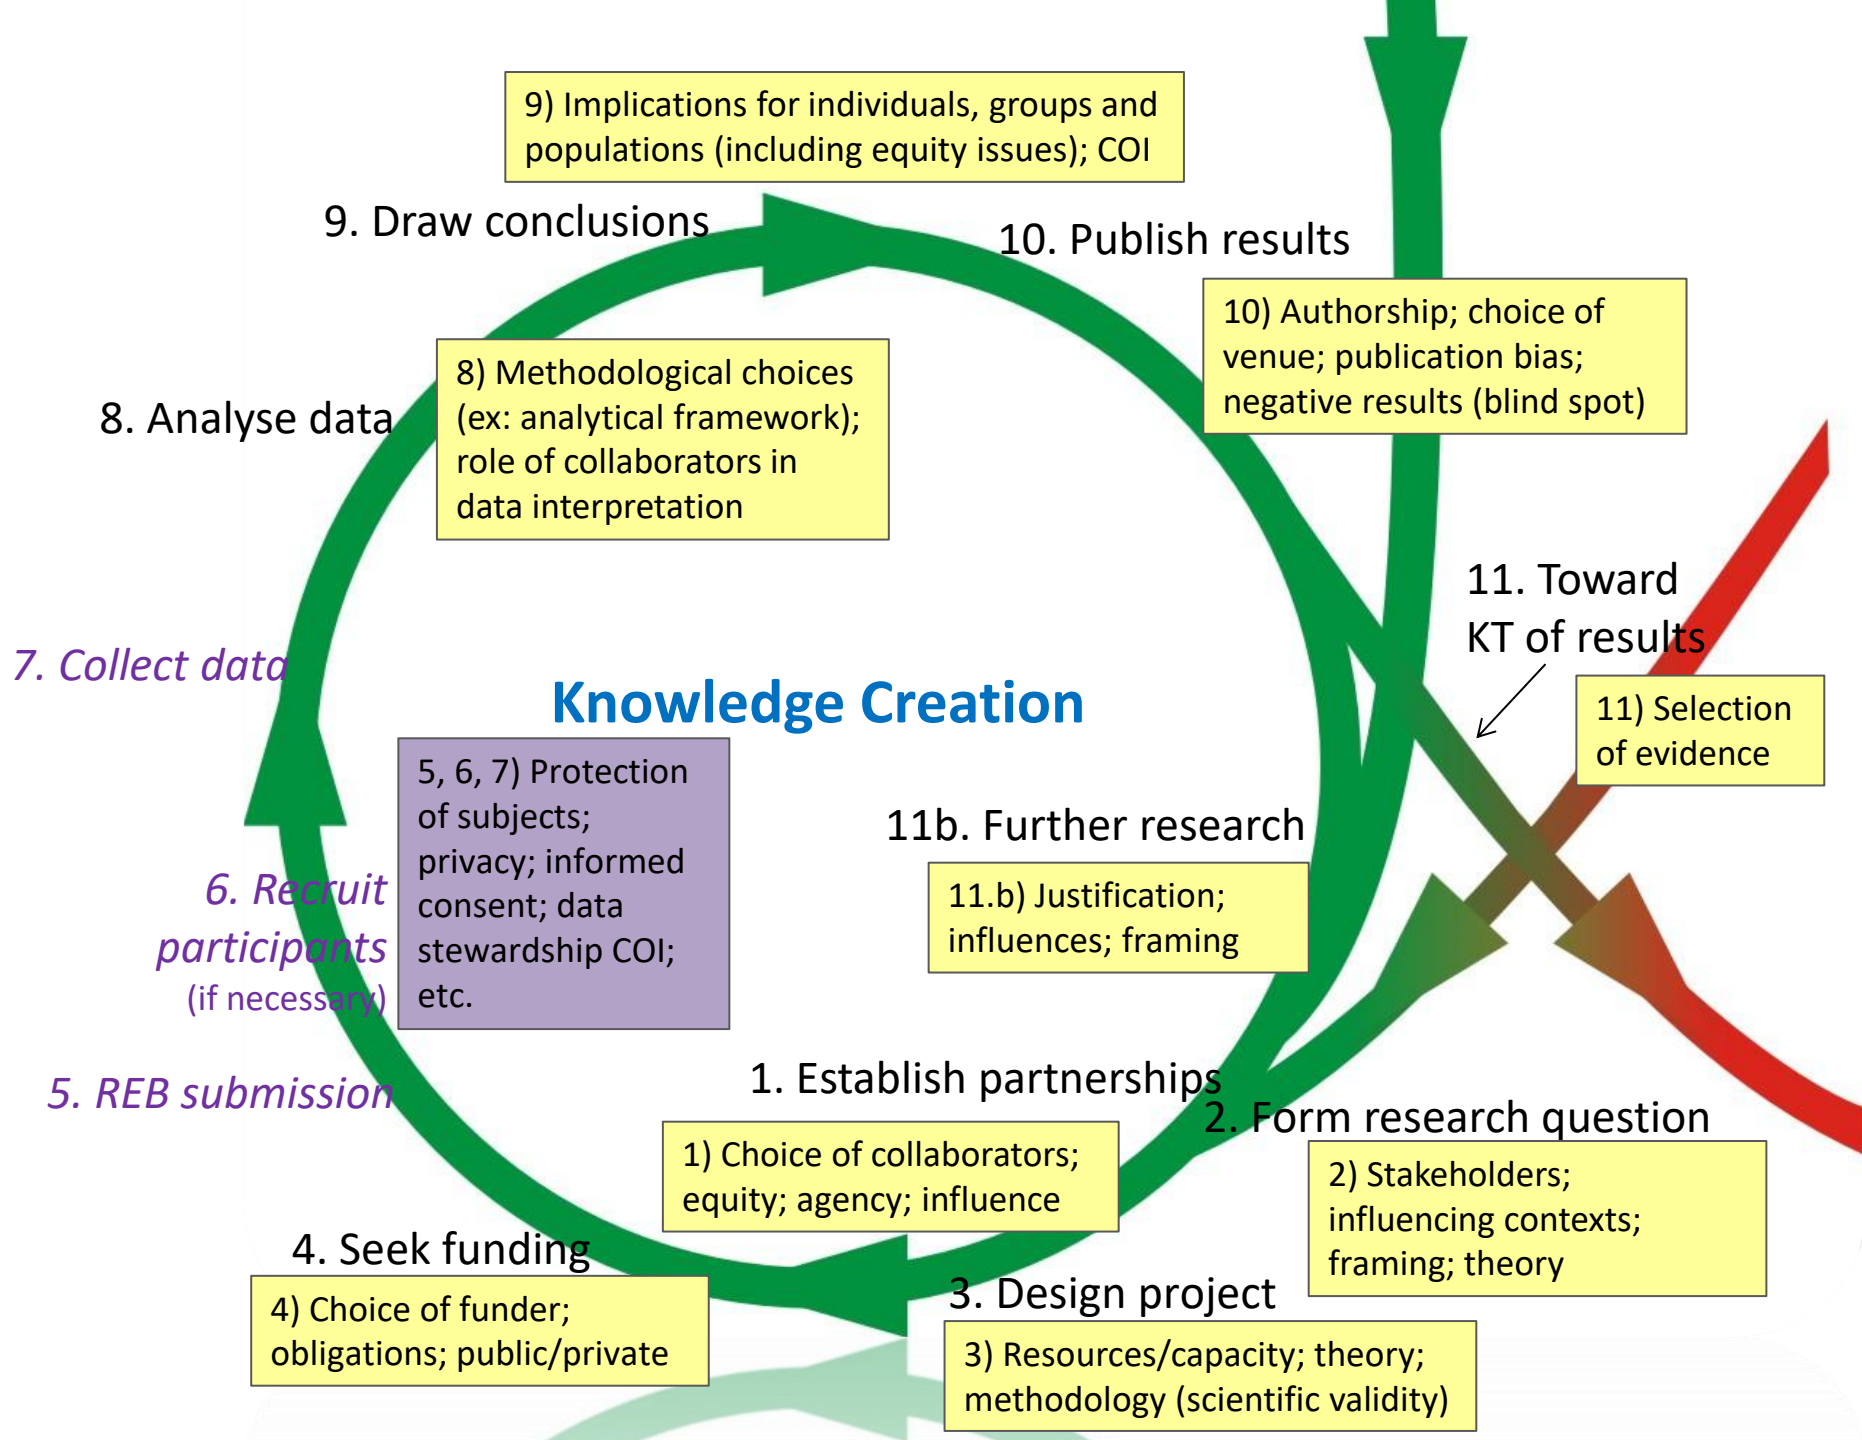 9) Implications for individuals, groups and
populations (including equity issues); COI
9. Draw conclusions
10. Publish results
10) Authorship; choice of
venue; publication bias;
negative results (blind spot)
8) Methodological choices
(ex: analytical framework);
role of collaborators in
data interpretation
8. Analyse data
11. Toward
KT of results
11) Selection
of evidence
7. Collect data
Knowledge Creation
5, 6, 7) Protection
of subjects;
privacy; informed
consent; data
stewardship COI;
etc.
11b. Further research
11.b) Justification;
influences; framing
6. Recruit
participants
(if necessary)
5. REB submission
1. Establish partnerships
1) Choice of collaborators;
equity; agency; influence
2. Form research question
2) Stakeholders;
influencing contexts;
framing; theory
4. Seek funding
4) Choice of funder;
obligations; public/private
3. Design project
3) Resources/capacity; theory;
methodology (scientific validity)